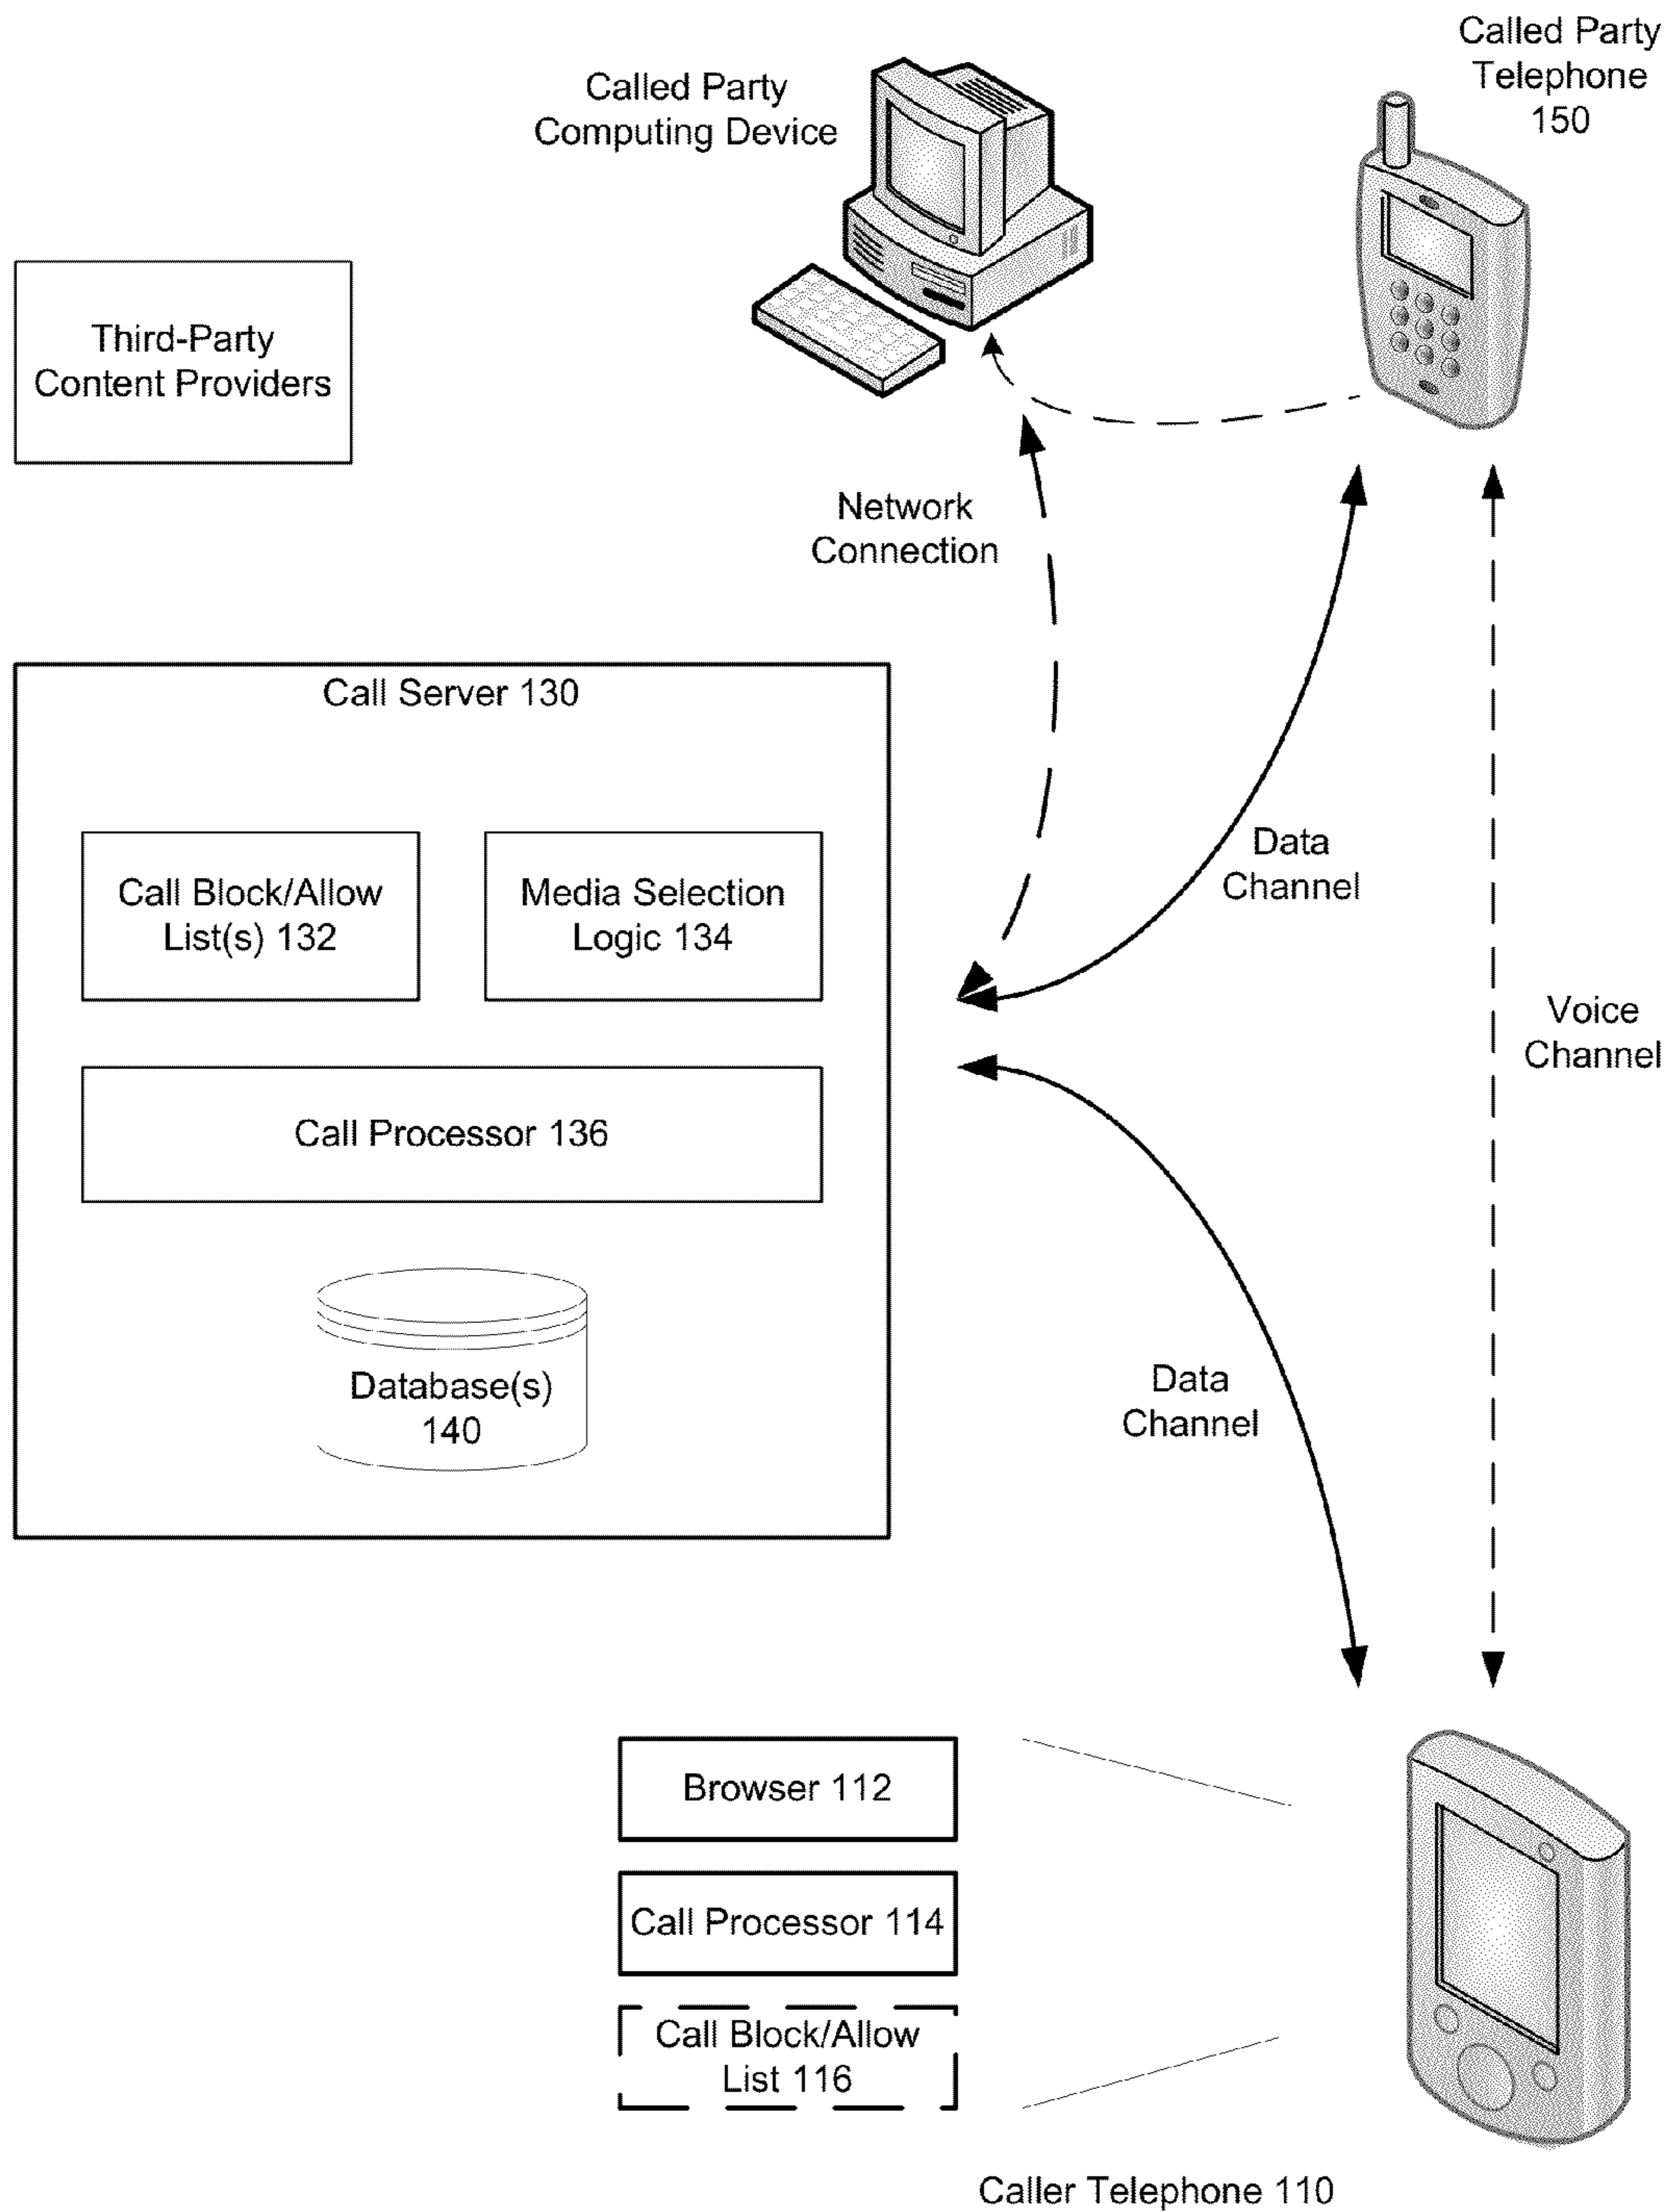 Called Party
Telephone
150
Called Party
Computing Device
Third-Party
Content Providers
Network
Connection
Call Server 130
Call Block/Allow
List(s) 132
Media Selection
Logic 134
Data
Channel
Voice
Channel
Call Processor 136
Database(s)
140
Data
Channel
Browser 112
Call Processor 114
Call Block/Allow
List 116
Caller Telephone 110